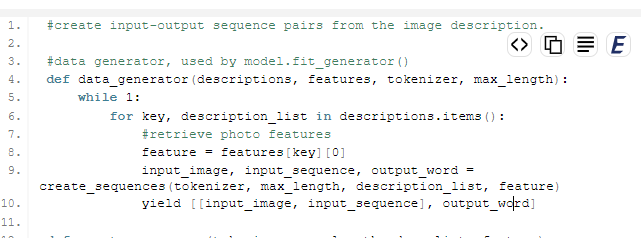 1. #create input-output sequence pairs from the image description.
2.
3. #data generator, used by model.fit_generator()
4. def data_generator(descriptions, features, tokenizer, max_length):
5. while 1:
6. for key, description_list in descriptions.items():
7. #retrieve photo features
8. feature = features[key][0]
9. input_image, input_sequence, output_word =
create_sequences(tokenizer, max_length, description_list, feature)
10. yield [[input_image, input_sequence], output_word]
11.